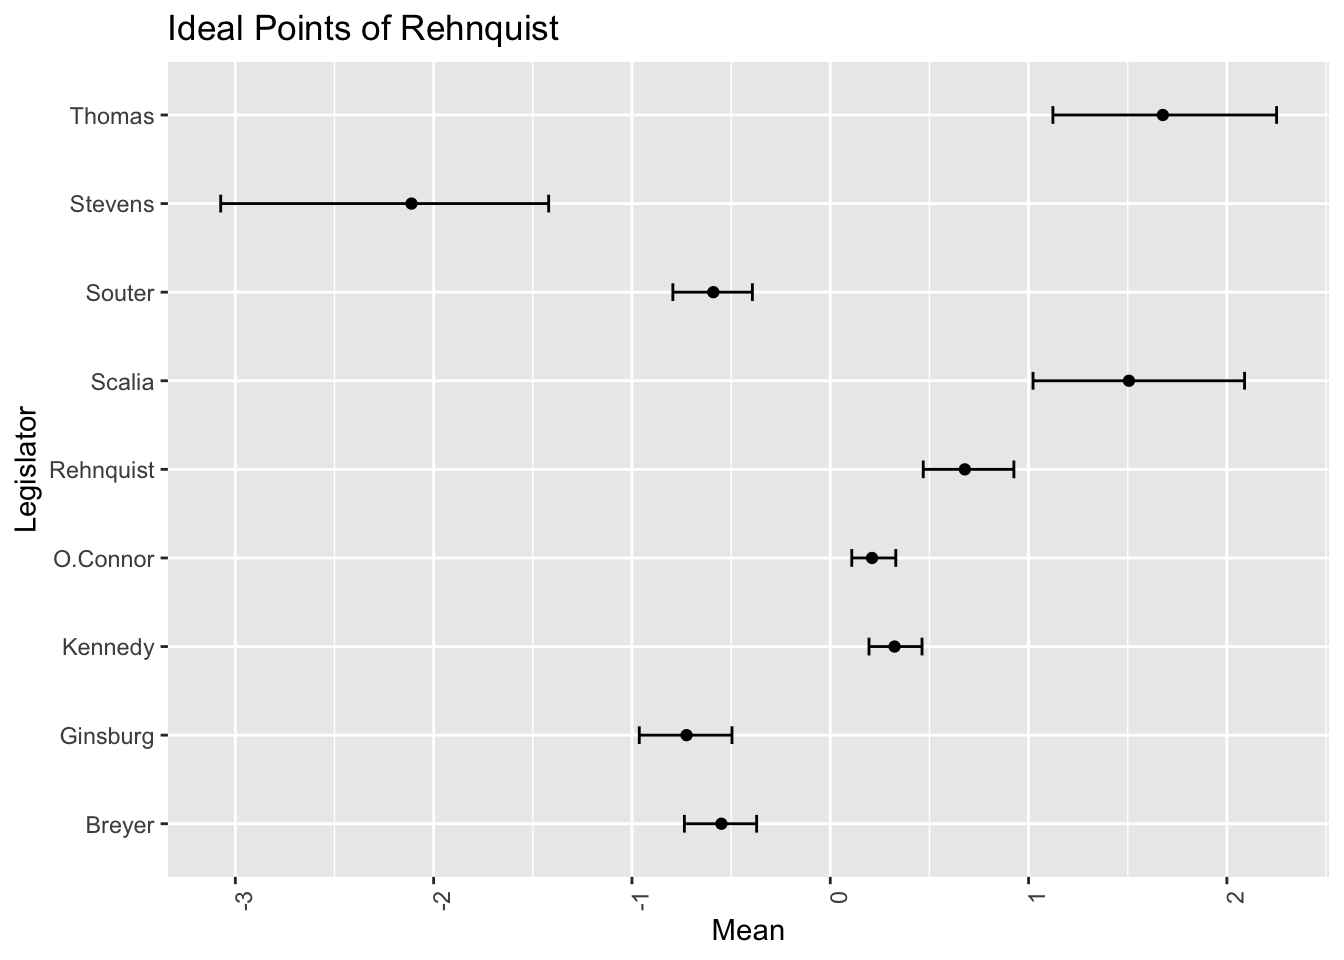 Ideal Points of Rehnquist
Thomas
Stevens
Souter
Scalia
Rehnquist
O.Connor
Kennedy
Ginsburg
Breyer
Legislator
-3 -2 -1 0 1 2
Mean